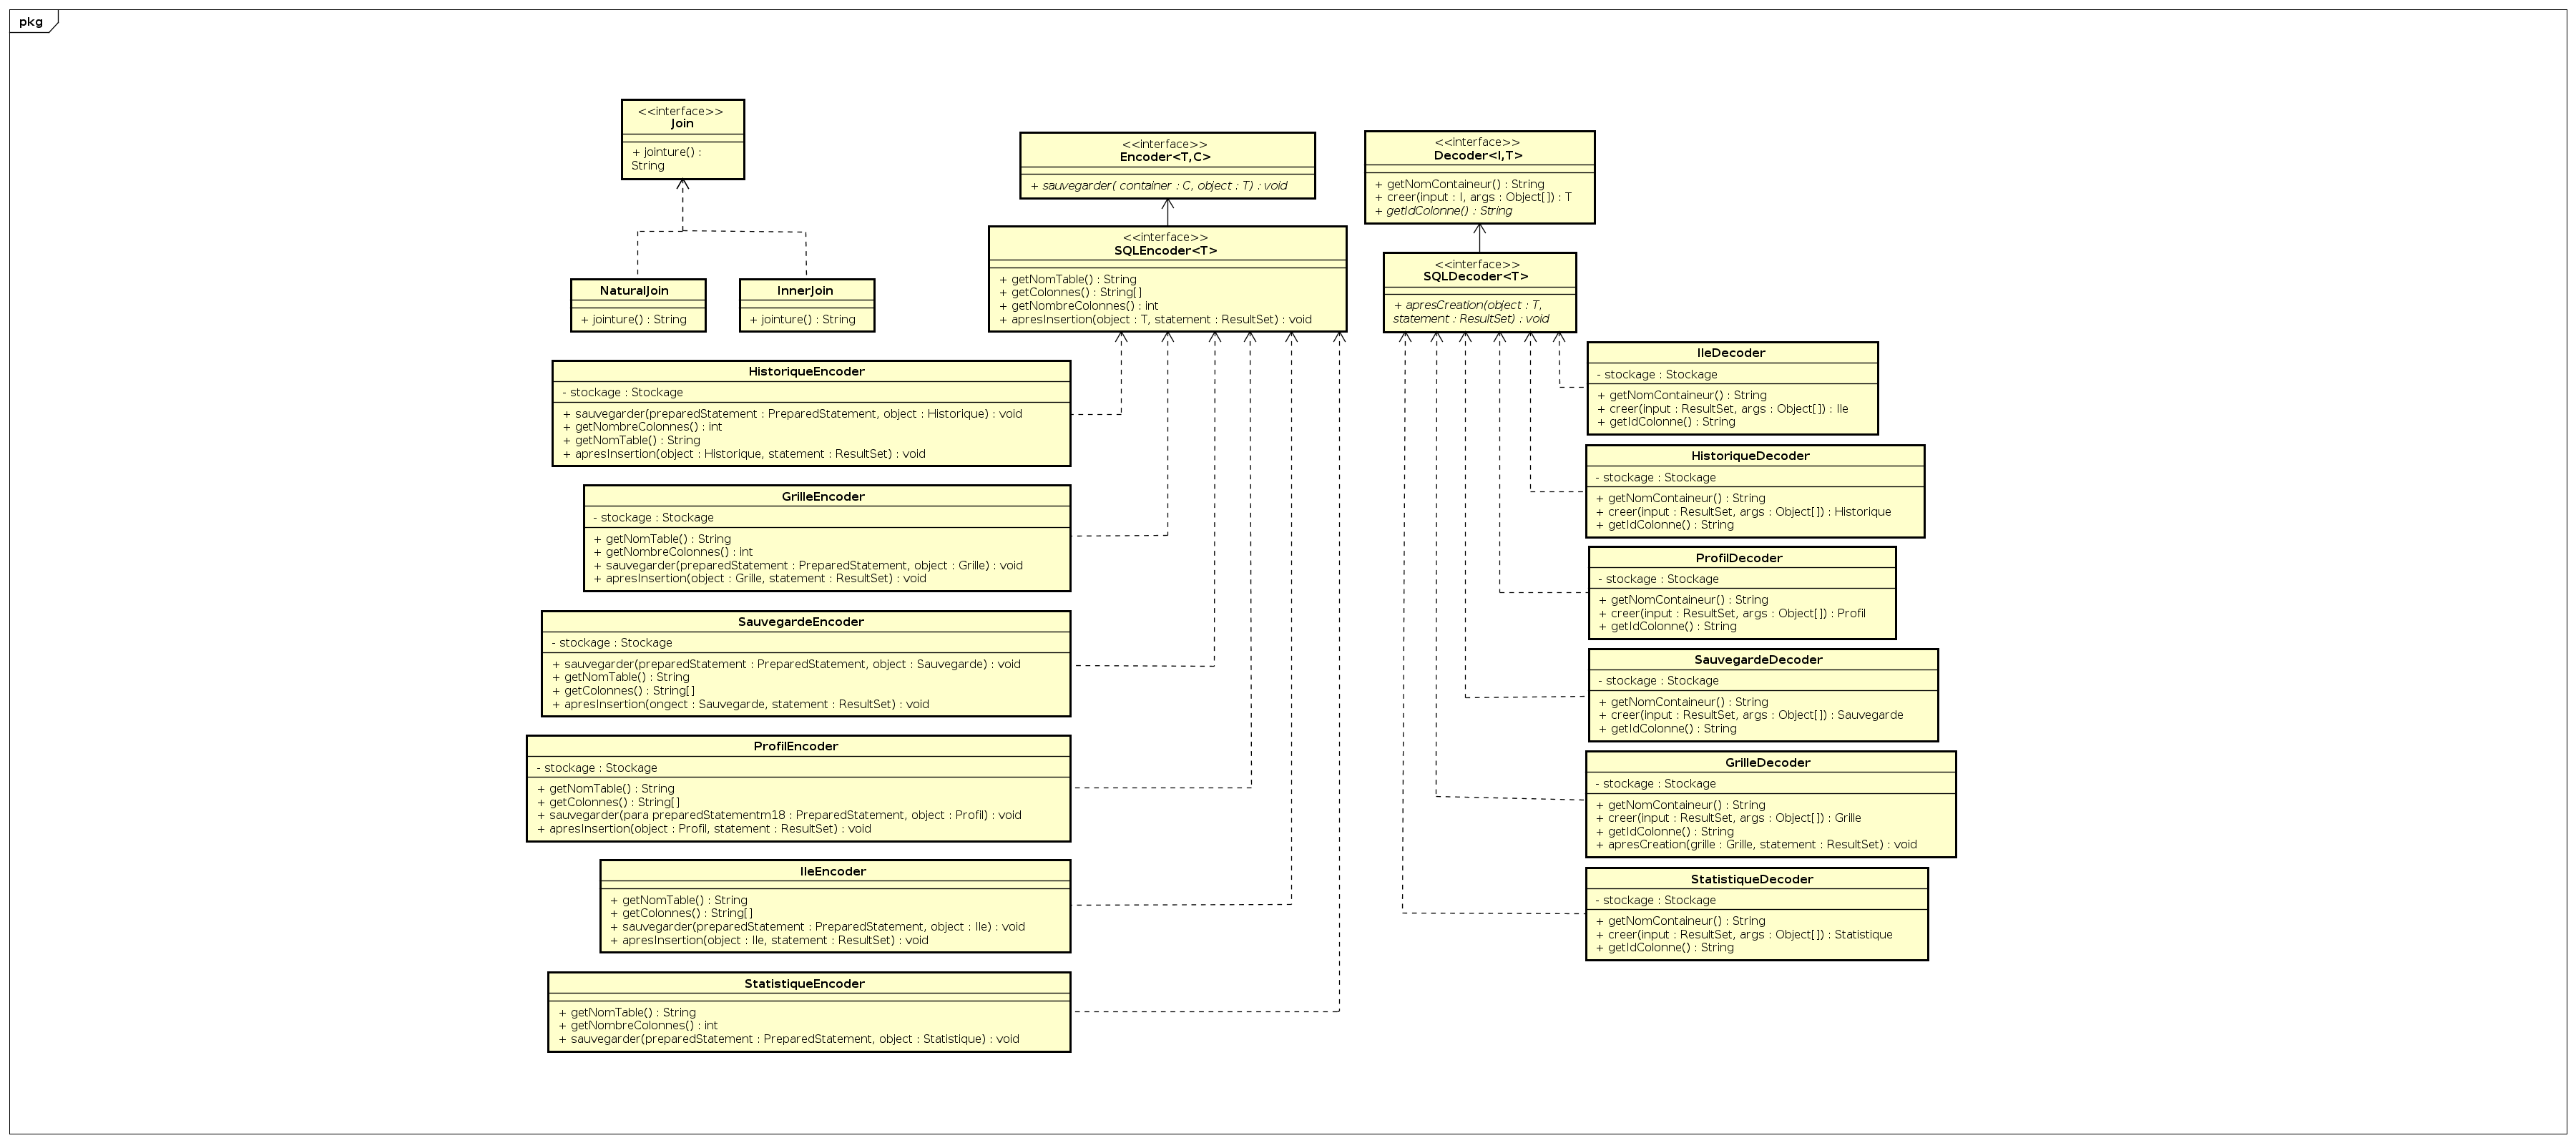 pkg
<<interface>>
Join
+ jointure() :
String
NaturalJoin
+ jointure() : String
InnerJoin
+ jointure() : String
<<interface>>
Encoder<T,C>
+ sauvegarder( container : C, object : T) : void
<<interface>>
SQLEncoder<T>
+ getNomTable() : String
+ getColonnes() : String[]
+ getNombreColonnes() : int
+ apresInsertion(object : T, statement : ResultSet) : void
<<interface>>
Decoder<I,T>
+ getNomContaineur() : String
+ creer(input : I, args : Object[]) : T
+ getIdColonne() : String
<<interface>>
SQLDecoder<T>
+ apresCreation(object : T,
statement : ResultSet) : void
HistoriqueEncoder
- stockage : Stockage
+ sauvegarder(preparedStatement : PreparedStatement, object : Historique) : void
+ getNombreColonnes() : int
+ getNomTable() : String
+ apresInsertion(object : Historique, statement : ResultSet) : void
GrilleEncoder
- stockage : Stockage
+ getNomTable() : String
+ getNombreColonnes() : int
+ sauvegarder(preparedStatement : PreparedStatement, object : Grille) : void
+ apresInsertion(object : Grille, statement : ResultSet) : void
SauvegardeEncoder
- stockage : Stockage
+ sauvegarder(preparedStatement : PreparedStatement, object : Sauvegarde) : void
+ getNomTable() : String
+ getColonnes() : String[]
+ apresInsertion(ongect : Sauvegarde, statement : ResultSet) : void
ProfilEncoder
- stockage : Stockage
+ getNomTable() : String
+ getColonnes() : String[]
+ sauvegarder(para preparedStatementm18 : PreparedStatement, object : Profil) : void
+ apresInsertion(object : Profil, statement : ResultSet) : void
IleEncoder
+ getNomTable() : String
+ getColonnes() : String[]
+ sauvegarder(preparedStatement : PreparedStatement, object : Ile) : void
+ apresInsertion(object : Ile, statement : ResultSet) : void
StatistiqueEncoder
+ getNomTable() : String
+ getNombreColonnes() : int
+ sauvegarder(preparedStatement : PreparedStatement, object : Statistique) : void
IleDecoder
- stockage : Stockage
+ getNomContaineur() : String
+ creer(input : ResultSet, args : Object[]) : Ile
+ getIdColonne() : String
HistoriqueDecoder
- stockage : Stockage
+ getNomContaineur() : String
+ creer(input : ResultSet, args : Object[]) : Historique
+ getIdColonne() : String
ProfilDecoder
- stockage : Stockage
+ getNomContaineur() : String
+ creer(input : ResultSet, args : Object[]) : Profil
+ getIdColonne() : String
SauvegardeDecoder
- stockage : Stockage
+ getNomContaineur() : String
+ creer(input : ResultSet, args : Object[]) : Sauvegarde
+ getIdColonne() : String
GrilleDecoder
- stockage : Stockage
+ getNomContaineur() : String
+ creer(input : ResultSet, args : Object[]) : Grille
+ getIdColonne() : String
+ apresCreation(grille : Grille, statement : ResultSet) : void
StatistiqueDecoder
- stockage : Stockage
+ getNomContaineur() : String
+ creer(input : ResultSet, args : Object[]) : Statistique
+ getIdColonne() : String